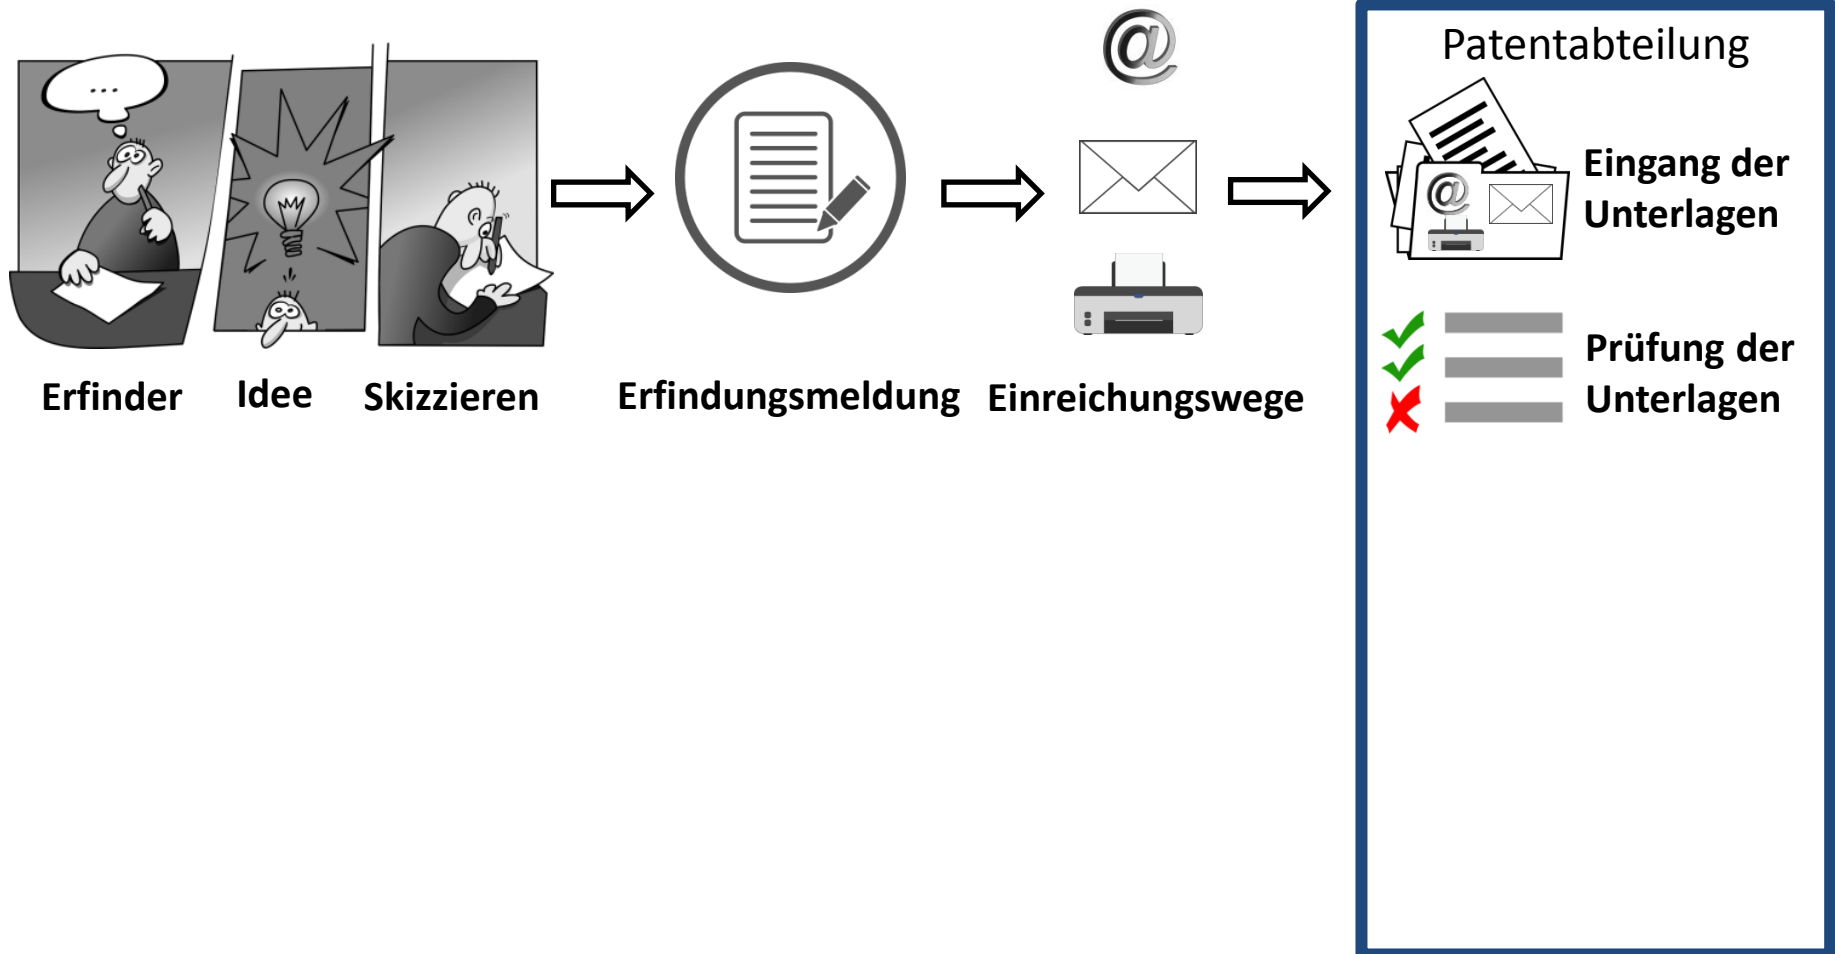 Patentabteilung
...
@
Eingang der
Unterlagen
@
Prüfung der
Unterlagen
Erfinder
Idee
Skizzieren
Erfindungsmeldung
Einreichungswege